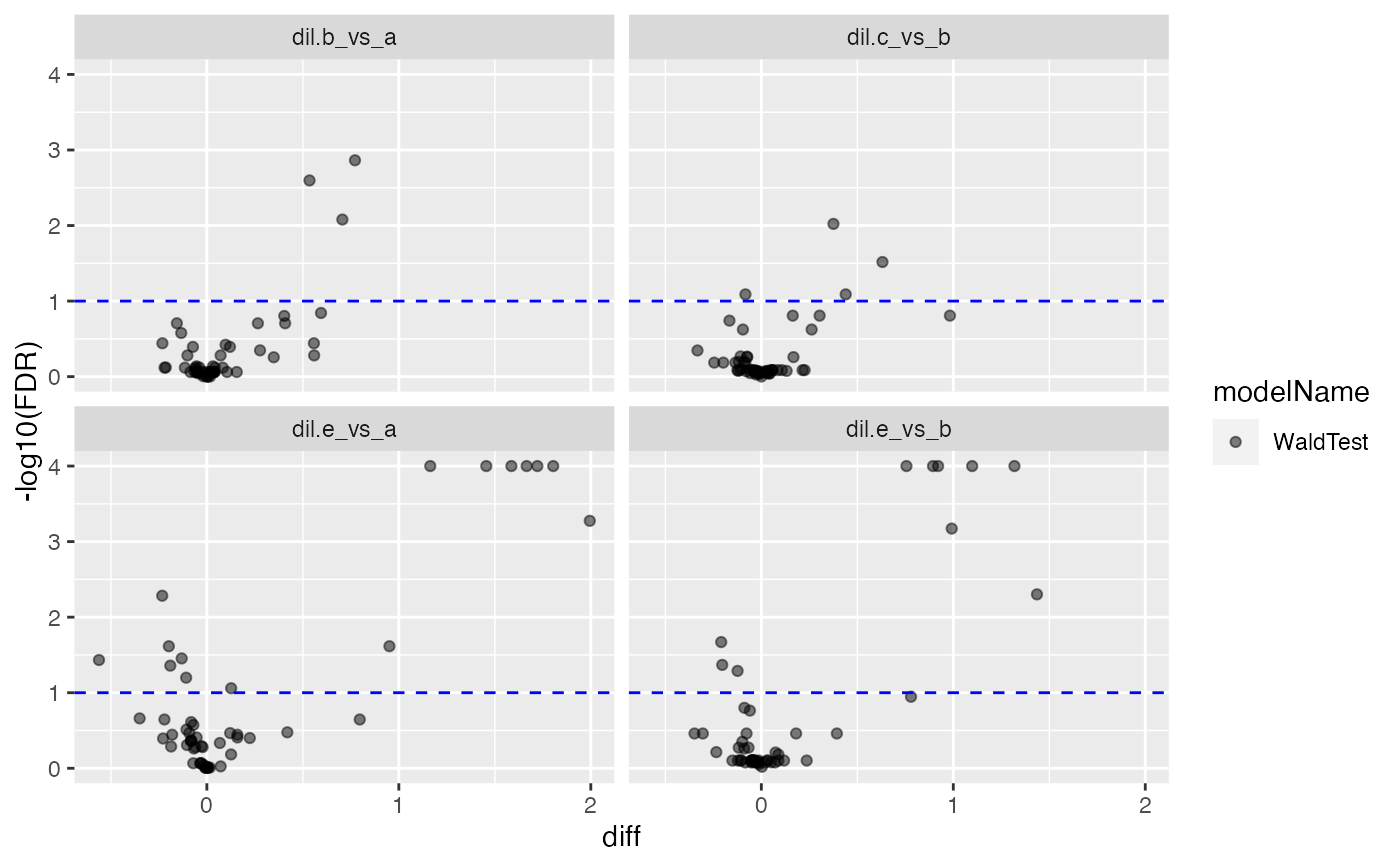 dil.b_vs_a dil.c_vs_b
4
3
2
1
0
dil.e_vs_a dil.e_vs_b
4
3
2
1
0
0 1 2 0 1 2
diff
-log10(FDR)
modelName
WaldTest